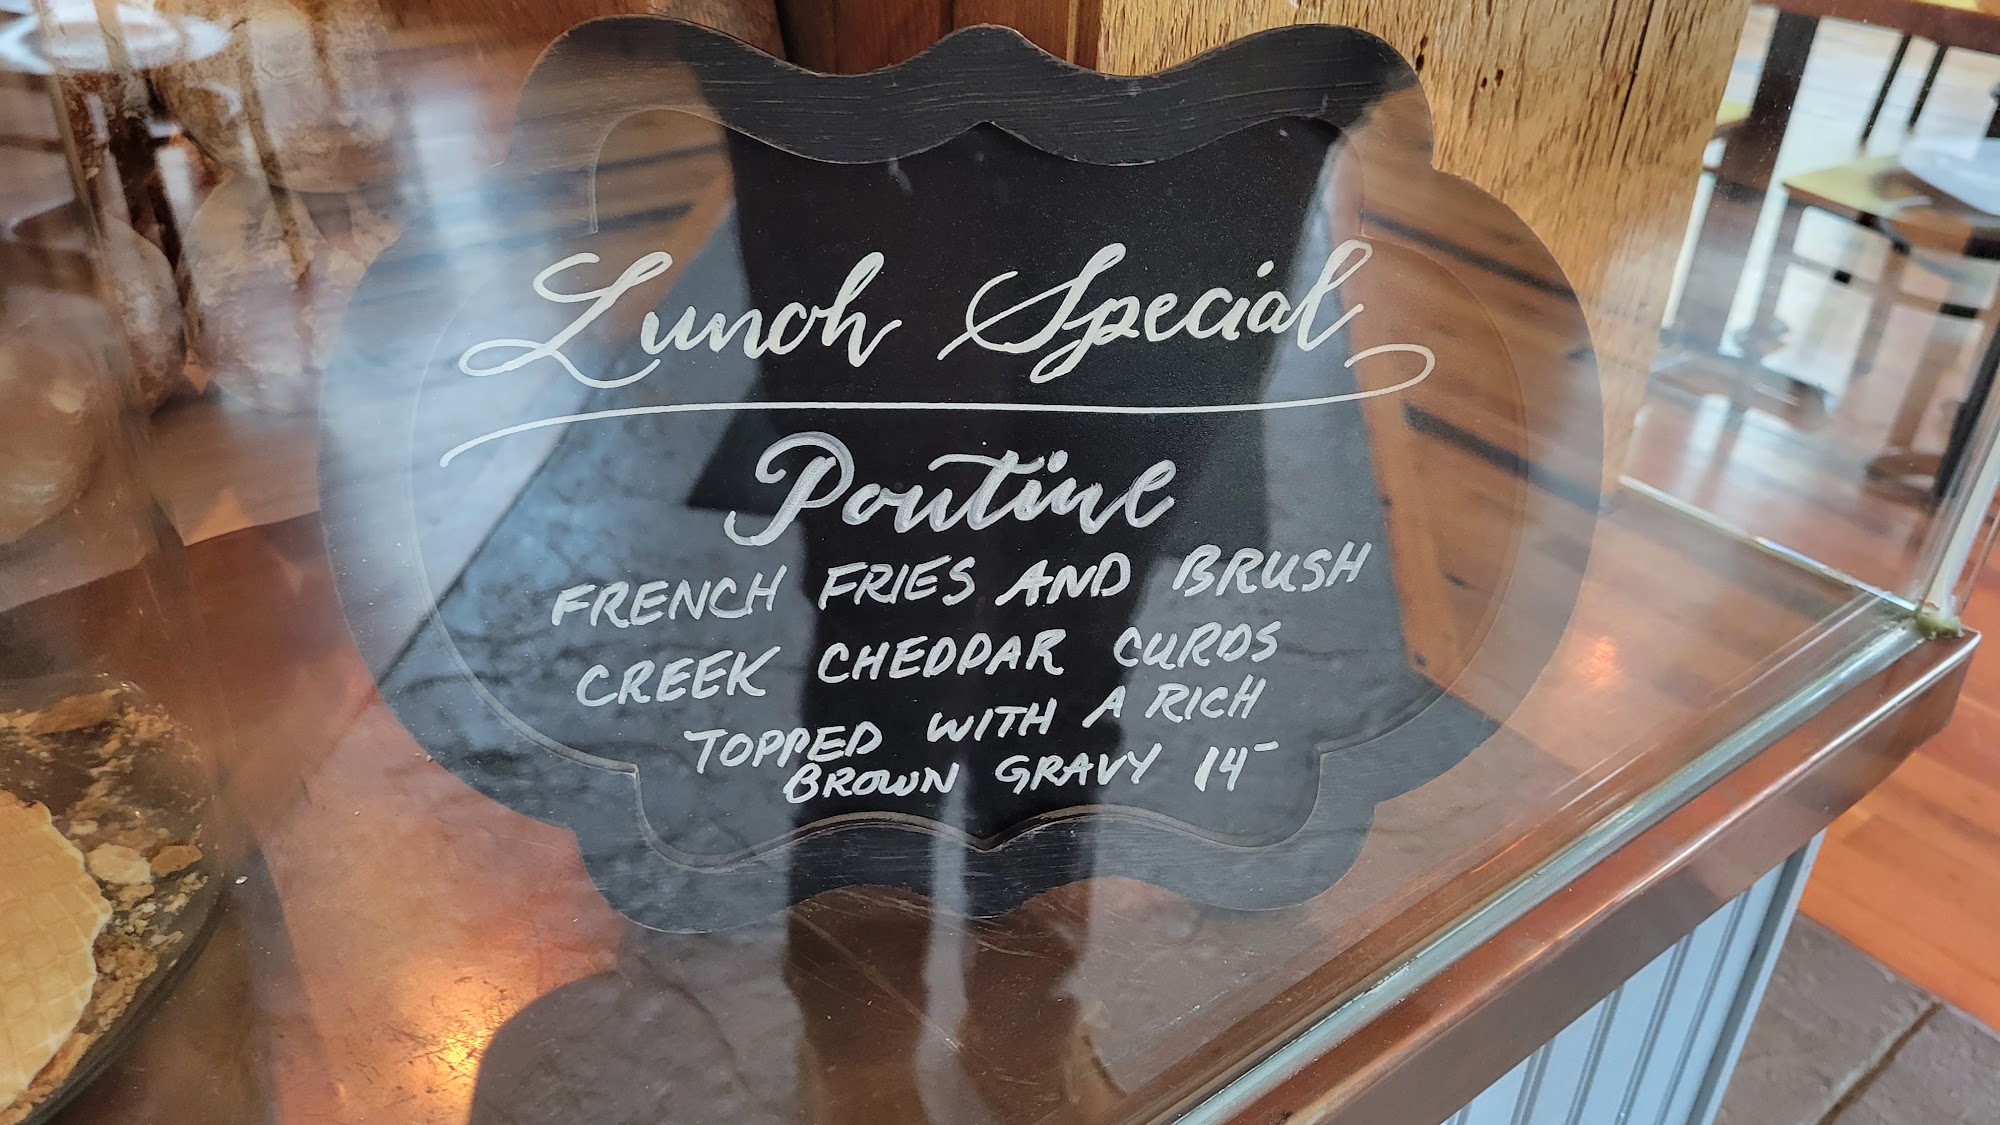 Lunch Special
Poutine
FRENCH FRIES AND BRUSH
CREEK CHEDDAR CURDS
TOPPED WITH A RICH
BROWN GRAVY 14-